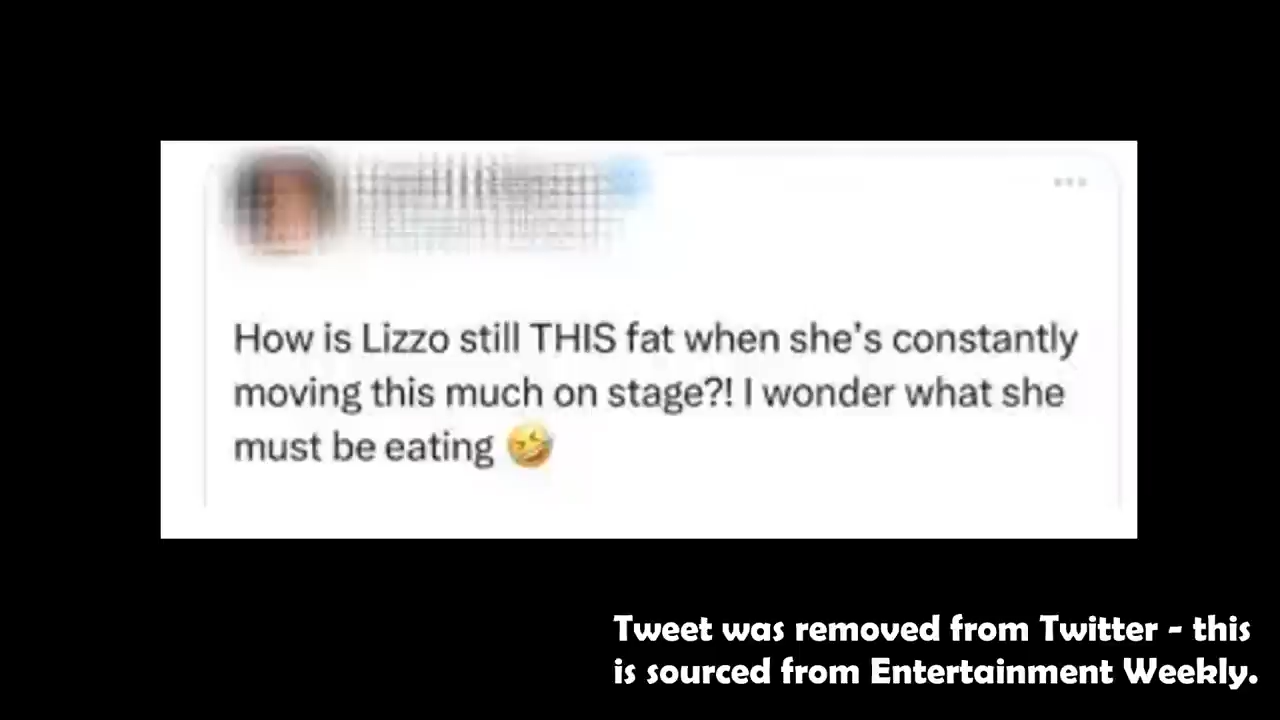 How is Lizzo still THIS fat when she's constantly
moving this much on stage?! I wonder what she
must be eating 🤣
Tweet was removed from Twitter - this
is sourced from Entertainment Weekly.